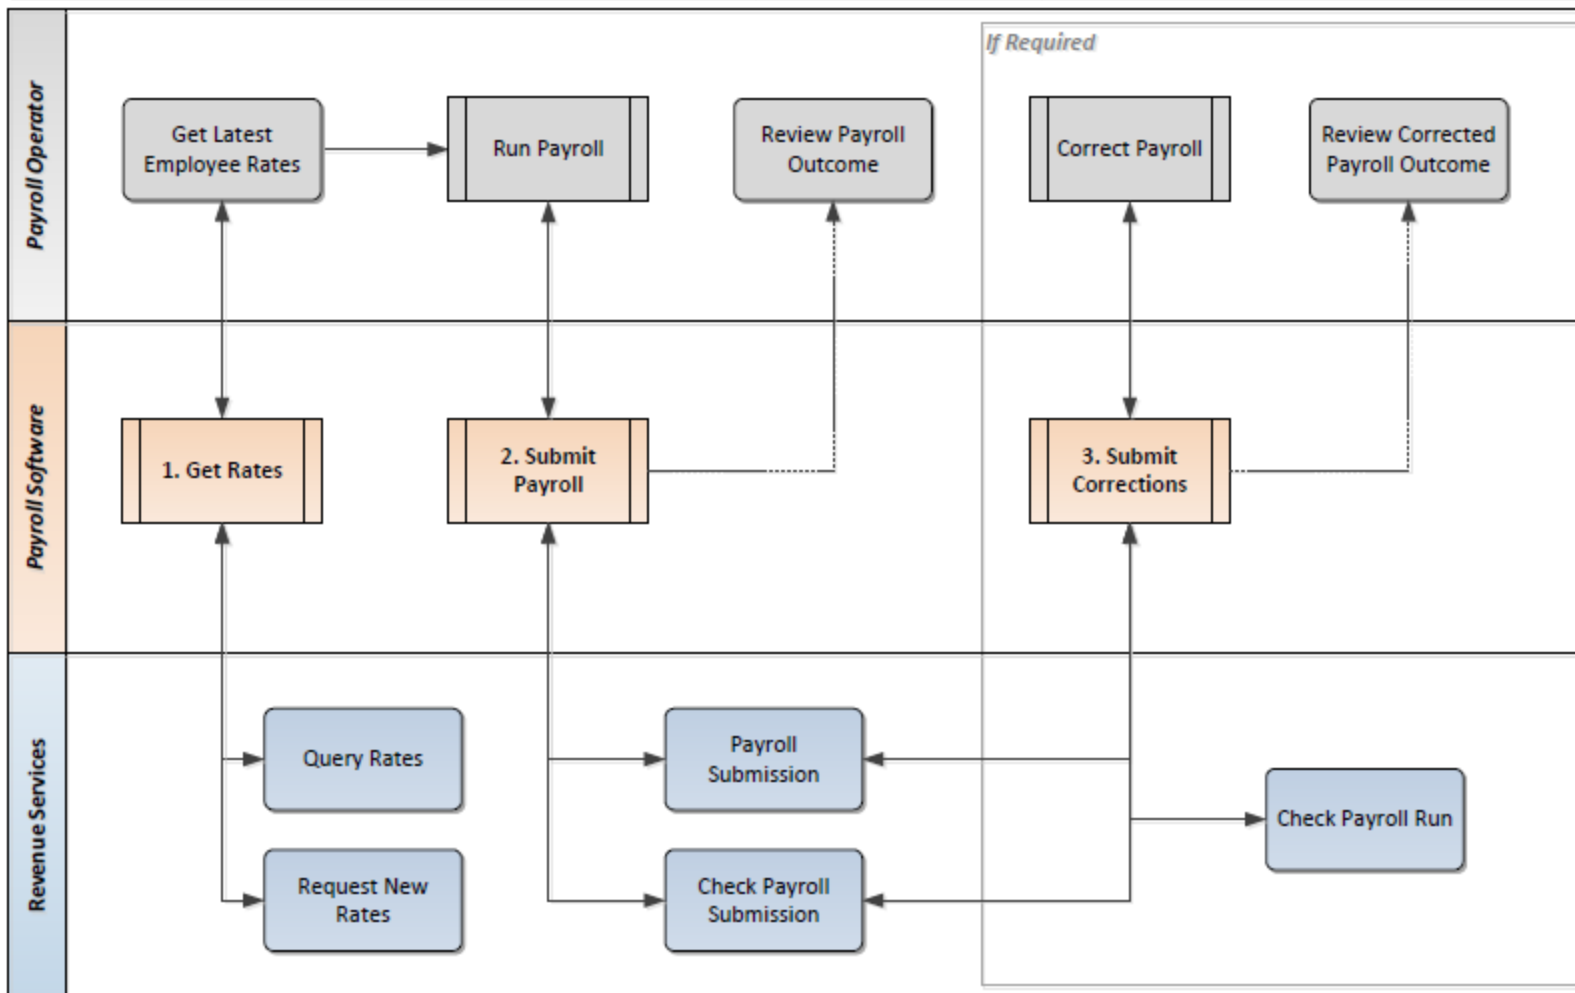 If Required
Payroll Operator
Get Latest
Employee Rates
Run Payroll
Review Payroll
Outcome
Correct Payroll
Review Corrected
Payroll Outcome
Payroll Software
1. Get Rates
2. Submit
Payroll
3. Submit
Corrections
Revenue Services
Query Rates
Payroll
Submission
Check Payroll Run
Request New
Rates
Check Payroll
Submission